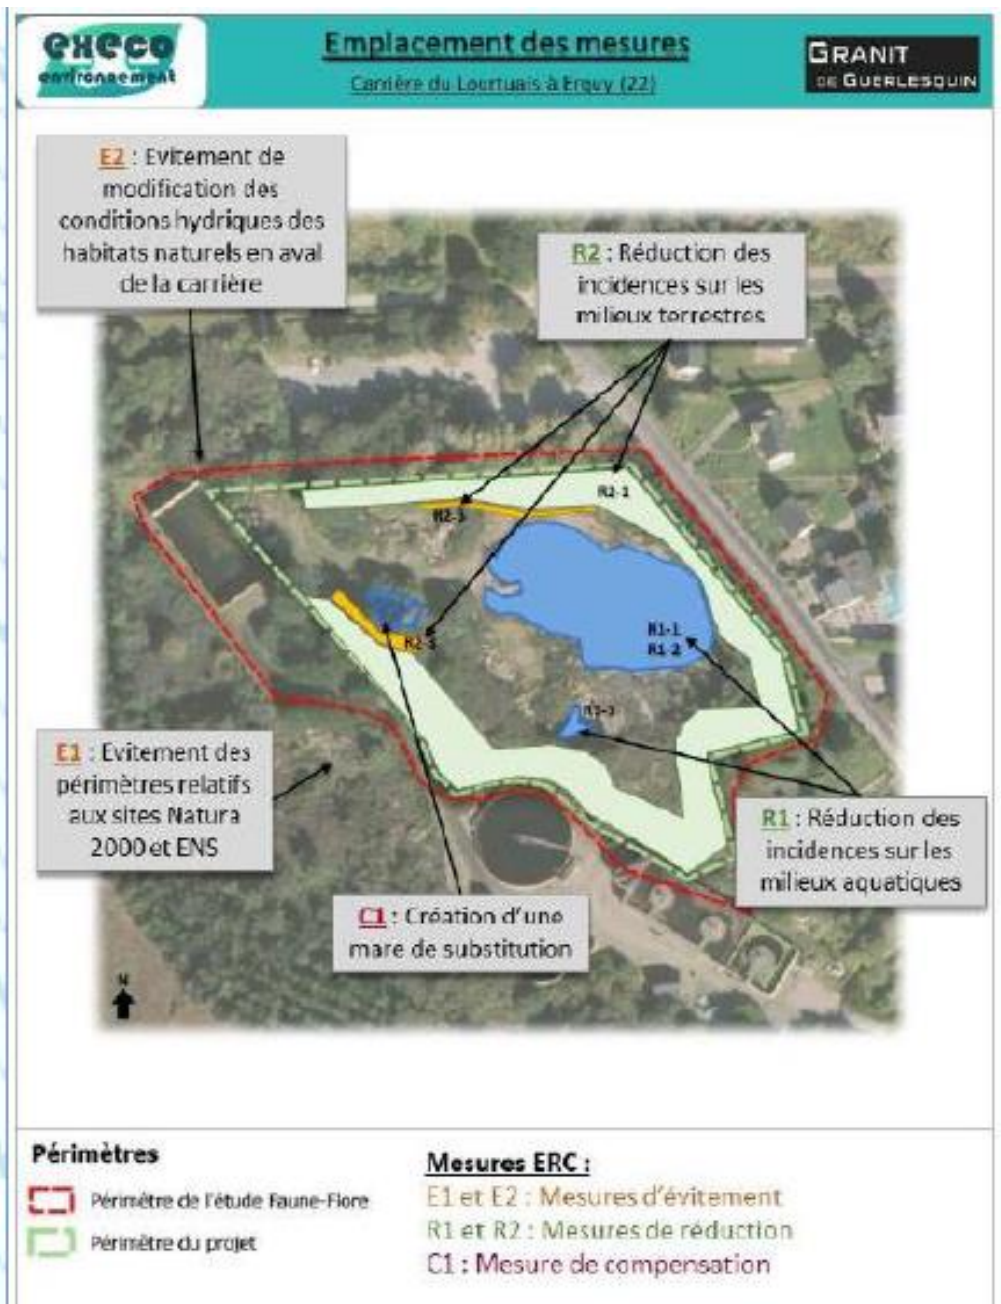 execo
environnement
Emplacement des mesures
Carrière du Lourtuais à Erquy (22)
GRANIT
DE GUERLESQUIN
E2 : Evitement de
modification des
conditions hydriques des
habitats naturels en aval
de la carrière
R2 : Réduction des
incidences sur les
milieux terrestres
R2-1
R2-3
R1-1
R1-2
E1 : Evitement des
périmètres relatifs
aux sites Natura
2000 et ENS
R1 : Réduction des
incidences sur les
milieux aquatiques
C1 : Création d'une
mare de substitution
N
Périmètres
Périmètre de l'étude Faune-Flore
Périmètre du projet
Mesures ERC :
E1 et E2 : Mesures d'évitement
R1 et R2 : Mesures de réduction
C1 : Mesure de compensation